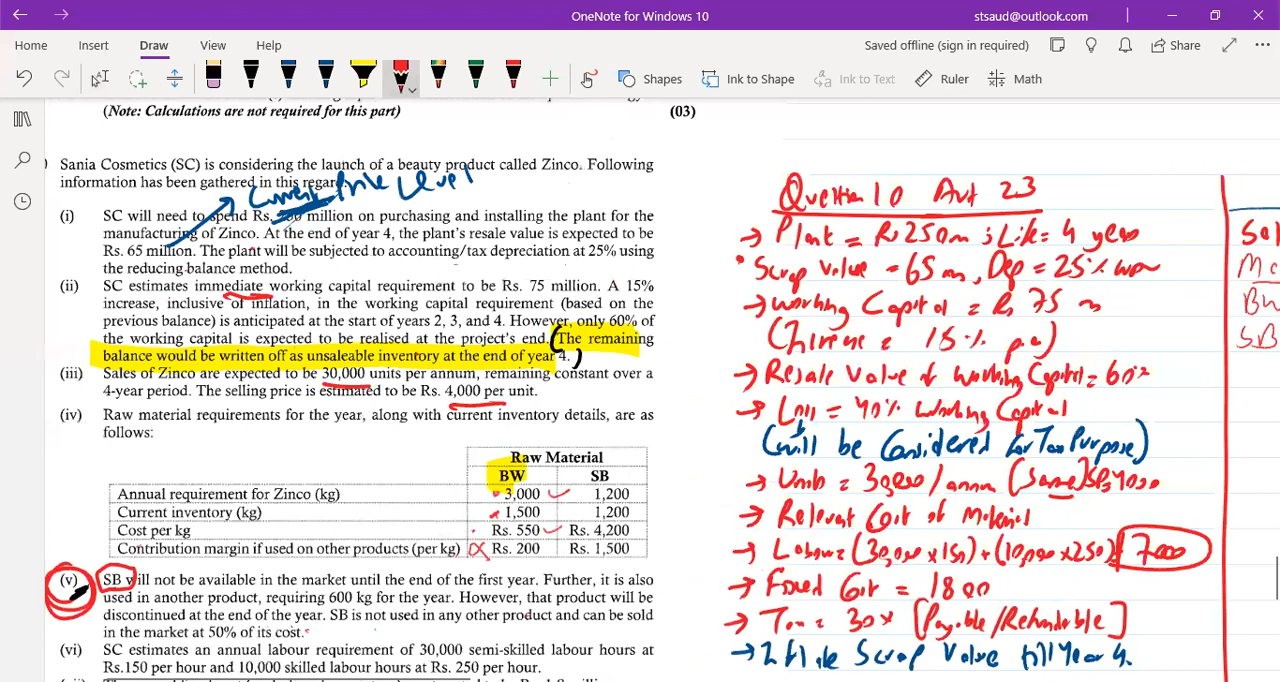 OneNote for Windows 10
stsaud@outlook.com
Home Insert Draw View Help
Saved offline (sign in required)
Share
Shapes
Ink to Shape
Ink to Text
Ruler
Math
(Note: Calculations are not required for this part)
(03)
) Sania Cosmetics (SC) is considering the launch of a beauty product called Zinco. Following
information has been gathered in this regard:
Current Price Level
(i) SC will need to spend Rs. million on purchasing and installing the plant for the
manufacturing of Zinco. At the end of year 4, the plant's resale value is expected to be
Rs. 65 million. The plant will be subjected to accounting/tax depreciation at 25% using
the reducing balance method.
(ii) SC estimates immediate working capital requirement to be Rs. 75 million. A 15%
increase, inclusive of inflation, in the working capital requirement (based on the
previous balance) is anticipated at the start of years 2, 3, and 4. However, only 60% of
the working capital is expected to be realised at the project's end. (The remaining
balance would be written off as unsaleable inventory at the end of year 4.)
(iii) Sales of Zinco are expected to be 30,000 units per annum, remaining constant over a
4-year period. The selling price is estimated to be Rs. 4,000 per unit.
(iv) Raw material requirements for the year, along with current inventory details, are as
follows:
Raw Material
BW SB
Annual requirement for Zinco (kg) 3,000 1,200
Current inventory (kg) 1,500 1,200
Cost per kg Rs. 550 Rs. 4,200
Contribution margin if used on other products (per kg) Rs. 200 Rs. 1,500
(v) SB will not be available in the market until the end of the first year. Further, it is also
used in another product, requiring 600 kg for the year. However, that product will be
discontinued at the end of the year. SB is not used in any other product and can be sold
in the market at 50% of its cost.
(vi) SC estimates an annual labour requirement of 30,000 semi-skilled labour hours at
Rs.150 per hour and 10,000 skilled labour hours at Rs. 250 per hour.
Question 10 Aut 23
→ Plant = Rs 250m ; Life = 4 years
Scrap Value = 65 m, Dep = 25%
→ Working Capital = Rs 75 m
→ Resale Value of Working Capital = 60%
→ Loss = 40% Working Capital
(will be Considered for Tax Purpose)
→ Units = 30,000/annum (Same)
→ Relevant Cost of Material
→ Labour = (30,000 x 150) + (10,000 x 250) 7000
→ Fixed Cost = 1800
→ Tax = 30% [Payable/Refundable]
→ Inflate Scrap Value till Year 4.
SB